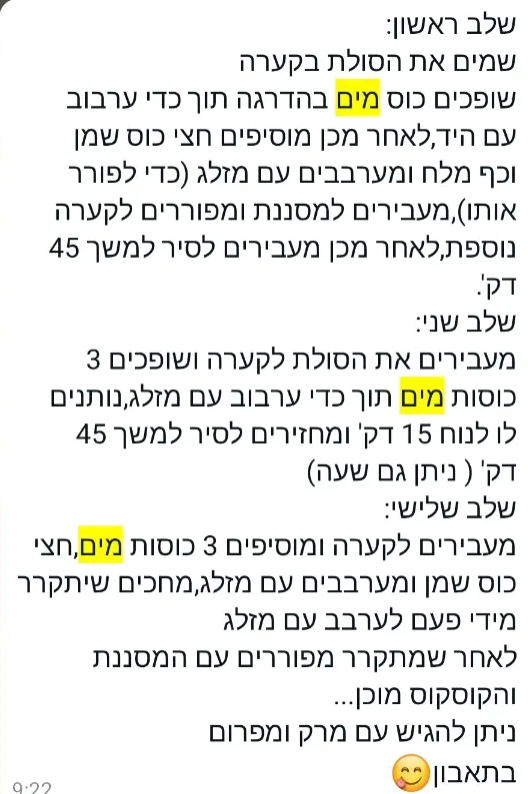 שלב ראשון:
שמים את הסולת בקערה
שופכים כוס מים בהדרגה תוך כדי ערבוב
עם היד,לאחר מכן מוסיפים חצי כוס שמן
וכף מלח ומערבבים עם מזלג (כדי לפורר
אותו),מעבירים למסננת ומפוררים לקערה
נוספת,לאחר מכן מעבירים לסיר למשך 45
דק'.
שלב שני:
מעבירים את הסולת לקערה ושופכים 3
כוסות מים תוך כדי ערבוב עם מזלג,נותנים
לו לנוח 15 דק' ומחזירים לסיר למשך 45
דק' ( ניתן גם שעה)
שלב שלישי:
מעבירים לקערה ומוסיפים 3 כוסות מים,חצי
כוס שמן ומערבבים עם מזלג,מחכים שיתקרר
מידי פעם לערבב עם מזלג
לאחר שמתקרר מפוררים עם המסננת
והקוסקוס מוכן...
ניתן להגיש עם מרק ומפרום
בתאבון😋
9:22